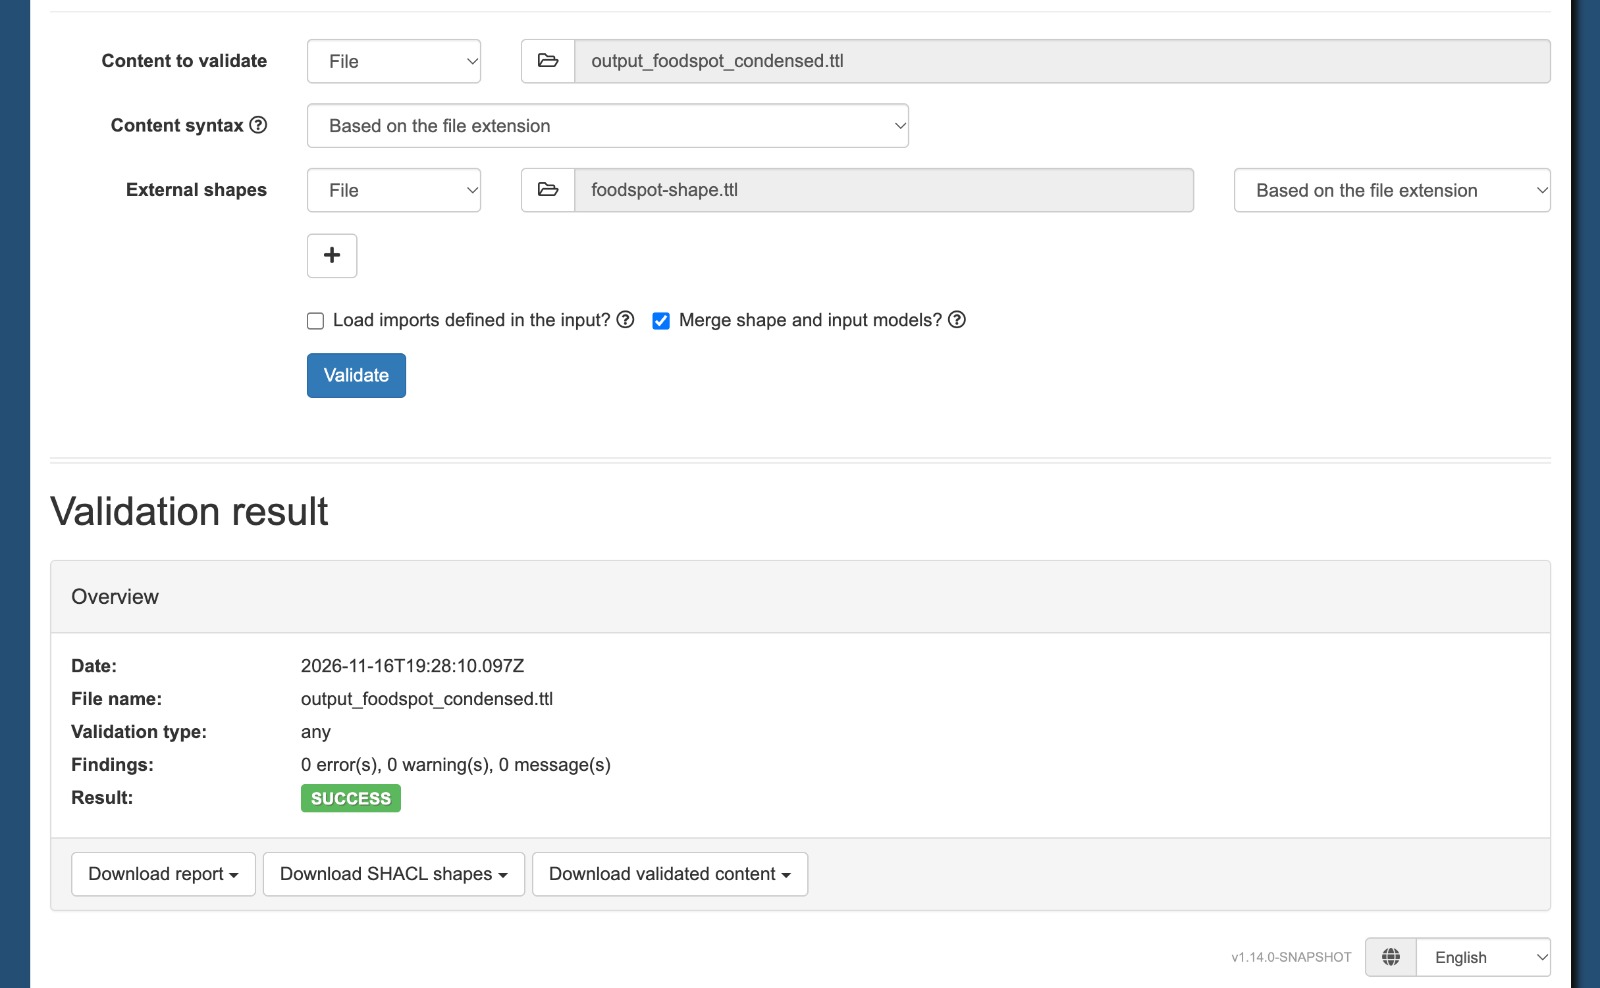 Content to validate File output_foodspot_condensed.ttl
Content syntax Based on the file extension
External shapes File foodspot-shape.ttl Based on the file extension
Load imports defined in the input? Merge shape and input models?
Validate
Validation result
Overview
Date: 2026-11-16T19:28:10.097Z
File name: output_foodspot_condensed.ttl
Validation type: any
Findings: 0 error(s), 0 warning(s), 0 message(s)
Result: SUCCESS
Download report Download SHACL shapes Download validated content
v1.14.0-SNAPSHOT English